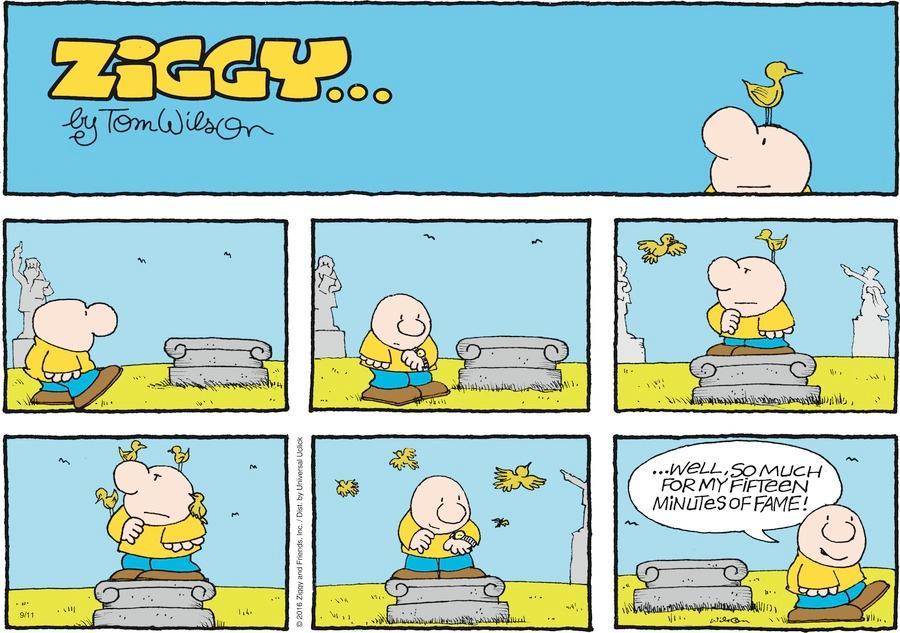 ZiGGY...
by Tom Wilson
© 2016 Ziggy and Friends, Inc. / Dist. by Universal Uclick
9/11
...WELL, SO MUCH
FOR MY FIFTEEN
MINUTES OF FAME!
Wilson